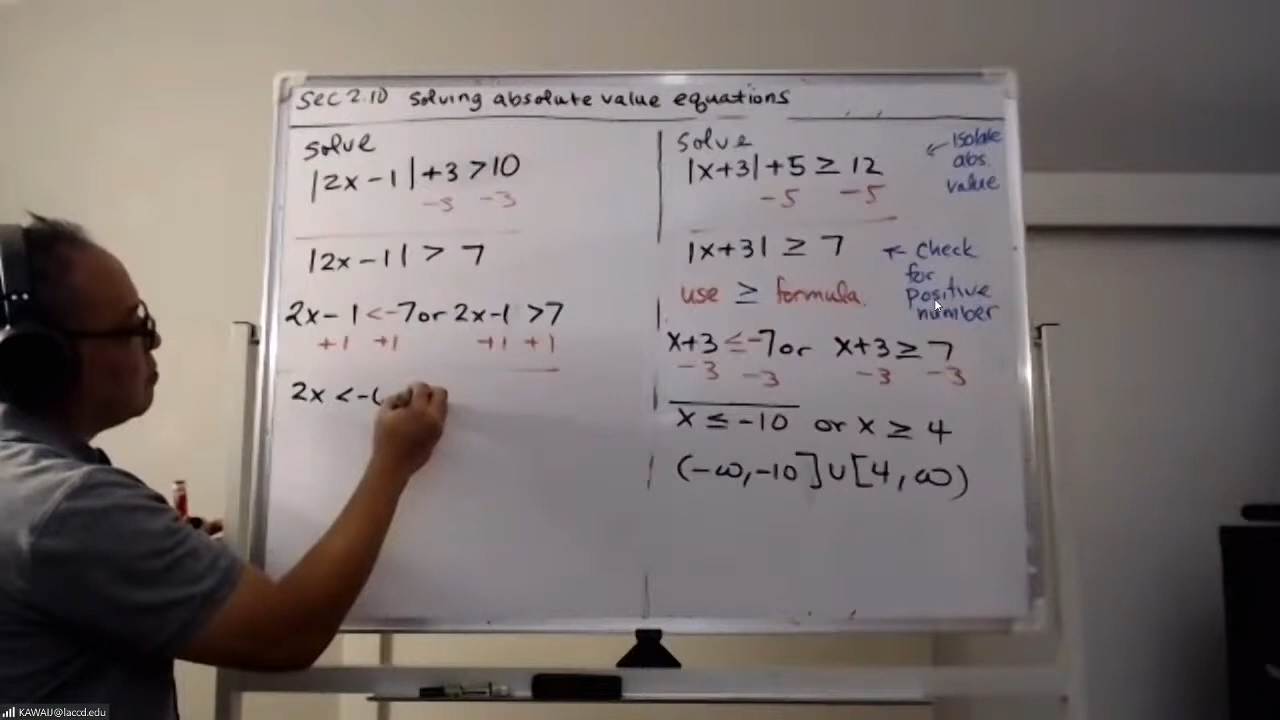 Sec 2.10 Solving absolute value equations
Solve
|2x - 1| +3 > 10
-3 -3
|2x - 1| > 7
2x - 1 < -7 or 2x - 1 > 7
+1 +1 +1 +1
2x < -6
Solve
|x+3| + 5 ≥ 12
-5 -5
|x+3| ≥ 7
use ≥ formula.
x+3 ≤ -7 or x+3 ≥ 7
-3 -3 -3 -3
x ≤ -10 or x ≥ 4
(-∞, -10] ∪ [4, ∞)
← Isolate
abs.
value
← Check
for
positive
number
KAWAIJ@laccd.edu